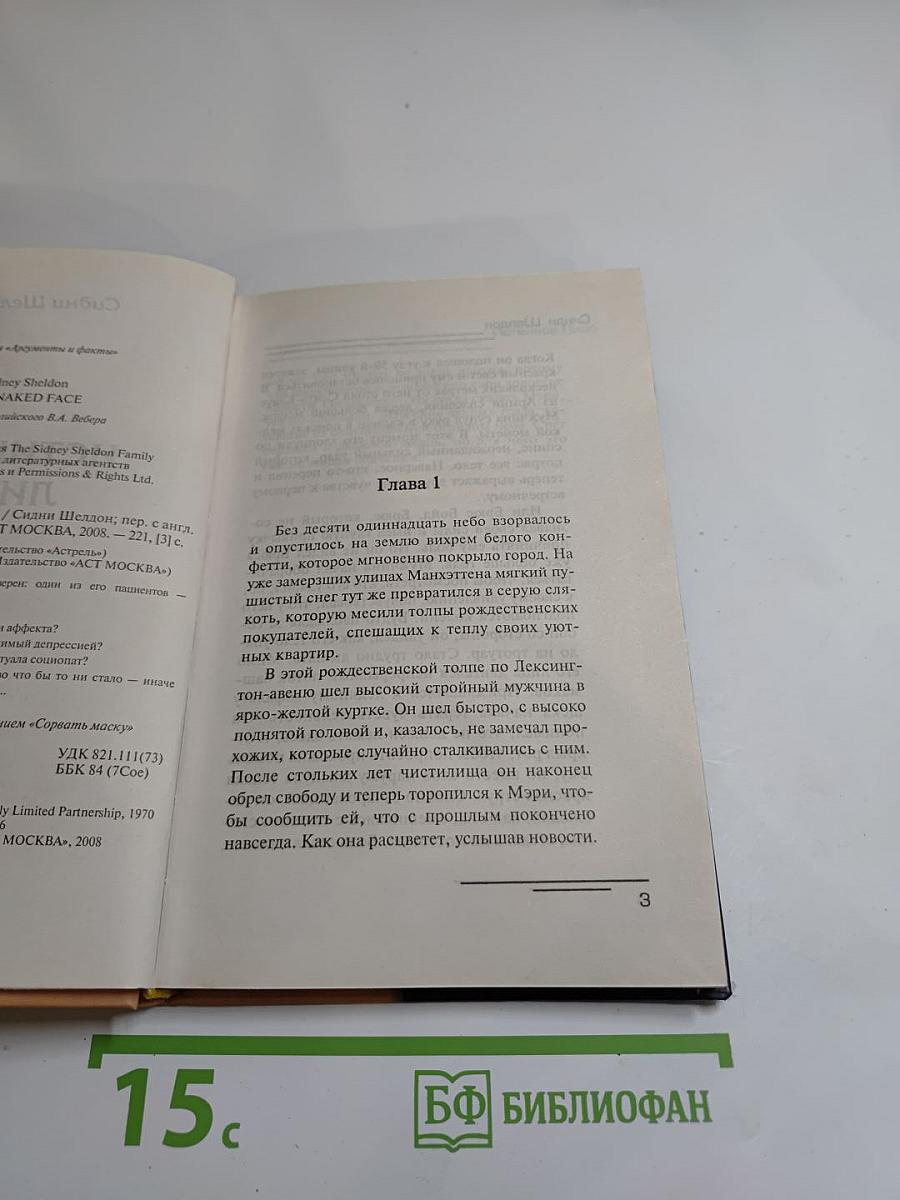 и «Аргументы и факты»
dney Sheldon
NAKED FACE
глийского В.А. Вебера
я The Sidney Sheldon Family
литературных агентств
s и Permissions & Rights Ltd.
/ Сидни Шелдон; пер. с англ.
Т МОСКВА, 2008. — 221, [3] с.
тельство «Астрель»)
Издательство «АСТ МОСКВА»)
верен: один из его пациентов —
и аффекта?
имый депрессией?
туала социопат?
во что бы то ни стало — иначе
...
нием «Сорвать маску»
УДК 821.111(73)
ББК 84 (7Сое)
ly Limited Partnership, 1970
6
МОСКВА», 2008
Глава 1
Без десяти одиннадцать небо взорвалось
и опустилось на землю вихрем белого кон-
фетти, которое мгновенно покрыло город. На
уже замерзших улицах Манхэттена мягкий пу-
шистый снег тут же превратился в серую сля-
коть, которую месили толпы рождественских
покупателей, спешащих к теплу своих уют-
ных квартир.
В этой рождественской толпе по Лексинг-
тон-авеню шел высокий стройный мужчина в
ярко-желтой куртке. Он шел быстро, с высоко
поднятой головой и, казалось, не замечал про-
хожих, которые случайно сталкивались с ним.
После стольких лет чистилища он наконец
обрел свободу и теперь торопился к Мэри, что-
бы сообщить ей, что с прошлым покончено
навсегда. Как она расцветет, услышав новости.
3
15 с
БФ БИБЛИОФАН